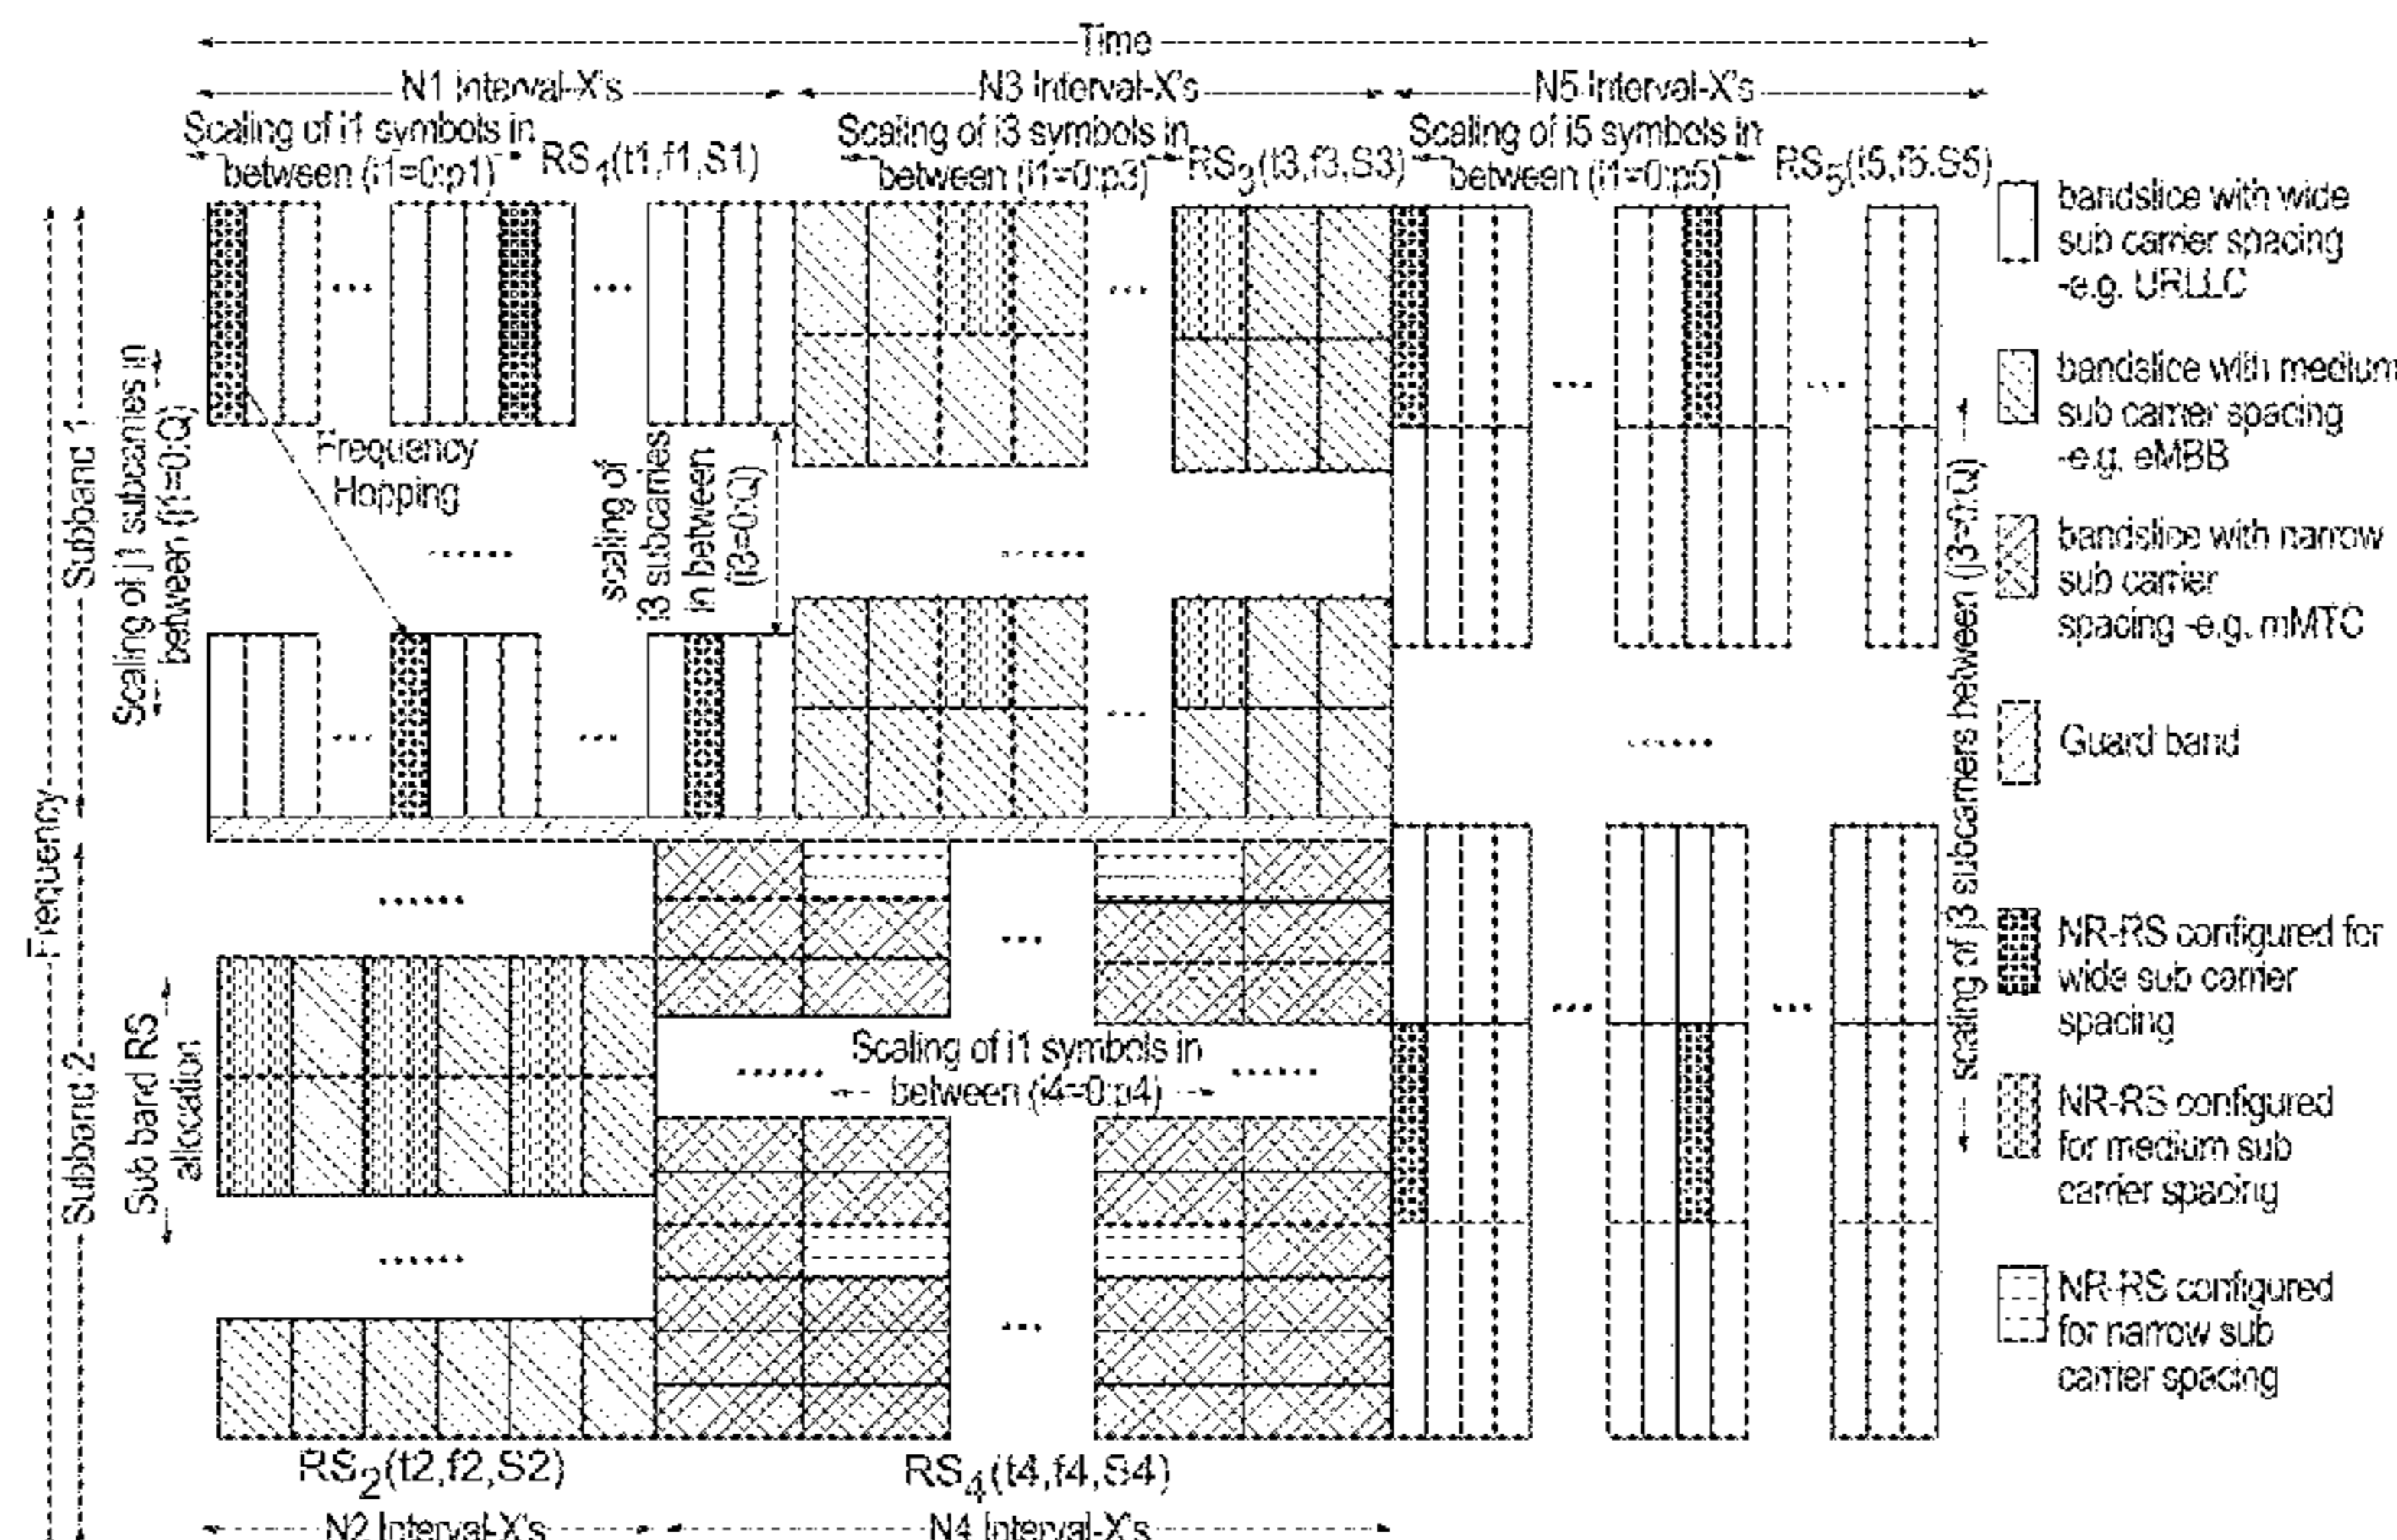 Time
N1 Interval-X's
N3 Interval-X's
N5-Interval-X's
Scaling of i1 symbols in
between (i1=0:p1)
RS1(t1,f1,S1)
Scaling of i3 symbols in
between (i1=0:p3)
RS3(t3,f3,S3)
Scaling of i5 symbols in
between (i1=0:p5)
RS5(t5,f5,S5)
Frequency
Subband 1
Scaling of j1 subcarries in
between (j1=0:Q)
...
...
...
...
...
Frequency
Hopping
scaling of
i3 subcarries
In between
(i3=0:Q)
......
......
...
...
...
......
scaling of j3 subcarriers between (j3=0:Q)
Subband 2
Sub band RS
allocation
......
...
...
...
......
Scaling of i1 symbols in
between (i4=0:p4)
......
......
...
RS2(t2,f2,S2)
RS4(t4,f4,S4)
N2 Interval-X's
N4 Interval-X's
bandslice with wide
sub carrier spacing
-e.g. URLLC
bandslice with medium
sub carrier spacing
-e.g. eMBB
bandslice with narrow
sub carrier
spacing -e.g. mMTC
Guard band
NR-RS configured for
wide sub carrier
spacing
NR-RS configured
for medium sub
carrier spacing
NR-RS configured
for narrow sub
carrier spacing